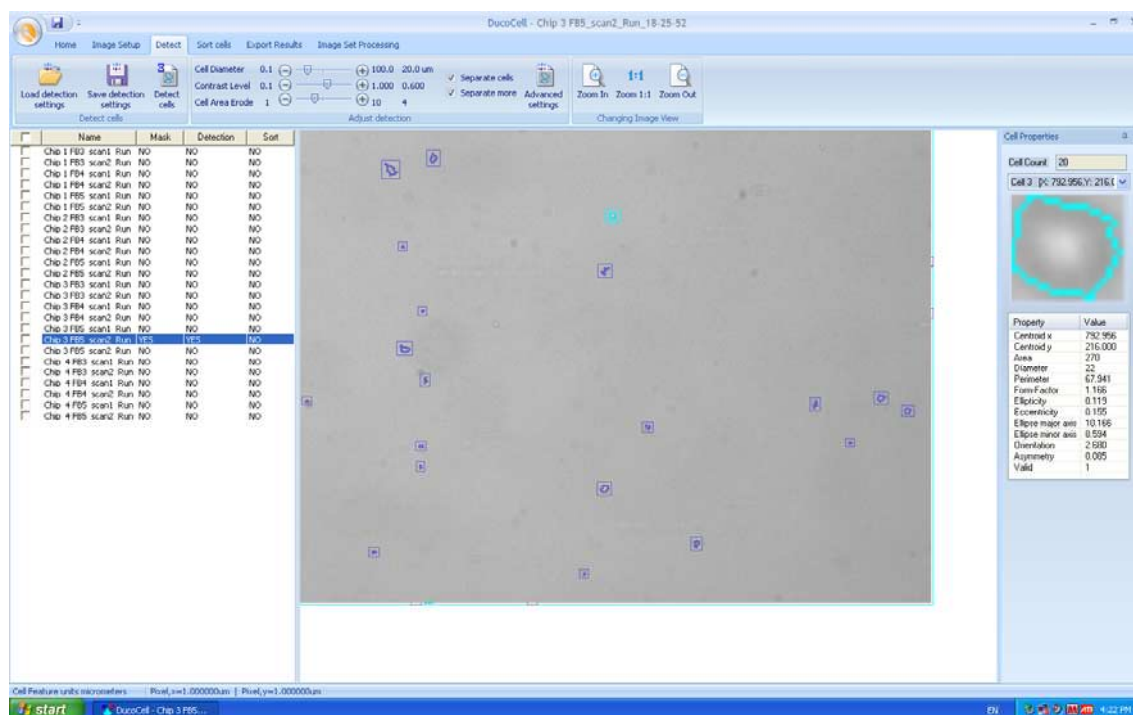 DucoCell - Chip 3 FB5_scan2_Run_18-25-52
Home Image Setup Detect Sort cells Export Results Image Set Processing
Cell Diameter 0.1 100.0 20.0 um
Contrast Level 0.1 1.000 0.600
Cell Area Erode 1 10 4
Separate cells
Separate more
Load detection settings
Save detection settings
Detect cells
Advanced settings
Zoom In Zoom 1:1 Zoom Out
1:1
Detect cells Adjust detection Changing Image View
Name Mask Detection Sort
Chip 1 FB3 scan1 Run NO NO NO
Chip 1 FB3 scan2 Run NO NO NO
Chip 1 FB4 scan1 Run NO NO NO
Chip 1 FB4 scan2 Run NO NO NO
Chip 1 FB5 scan1 Run NO NO NO
Chip 1 FB5 scan2 Run NO NO NO
Chip 2 FB3 scan1 Run NO NO NO
Chip 2 FB3 scan2 Run NO NO NO
Chip 2 FB4 scan1 Run NO NO NO
Chip 2 FB4 scan2 Run NO NO NO
Chip 2 FB5 scan1 Run NO NO NO
Chip 2 FB5 scan2 Run NO NO NO
Chip 3 FB3 scan1 Run NO NO NO
Chip 3 FB3 scan2 Run NO NO NO
Chip 3 FB4 scan1 Run NO NO NO
Chip 3 FB4 scan2 Run NO NO NO
Chip 3 FB5 scan1 Run NO NO NO
Chip 3 FB5 scan2 Run YES YES NO
Chip 3 FB5 scan2 Run NO NO NO
Chip 4 FB3 scan1 Run NO NO NO
Chip 4 FB3 scan2 Run NO NO NO
Chip 4 FB4 scan1 Run NO NO NO
Chip 4 FB4 scan2 Run NO NO NO
Chip 4 FB5 scan1 Run NO NO NO
Chip 4 FB5 scan2 Run NO NO NO
Cell Properties
Cell Count 20
Cell 3 [X: 792.956,Y: 216.0
Property Value
Centroid x 792.956
Centroid y 216.000
Area 270
Diameter 22
Perimeter 67.941
Form-Factor 1.166
Ellipticity 0.119
Eccentricity 0.155
Ellipse major axis 10.166
Ellipse minor axis 8.594
Orientation 2.680
Asymmetry 0.005
Valid 1
Cell Feature units micrometers Pixel,x=1.000000um | Pixel,y=1.000000um
start DucoCell - Chip 3 FB5... EN 4:22 PM